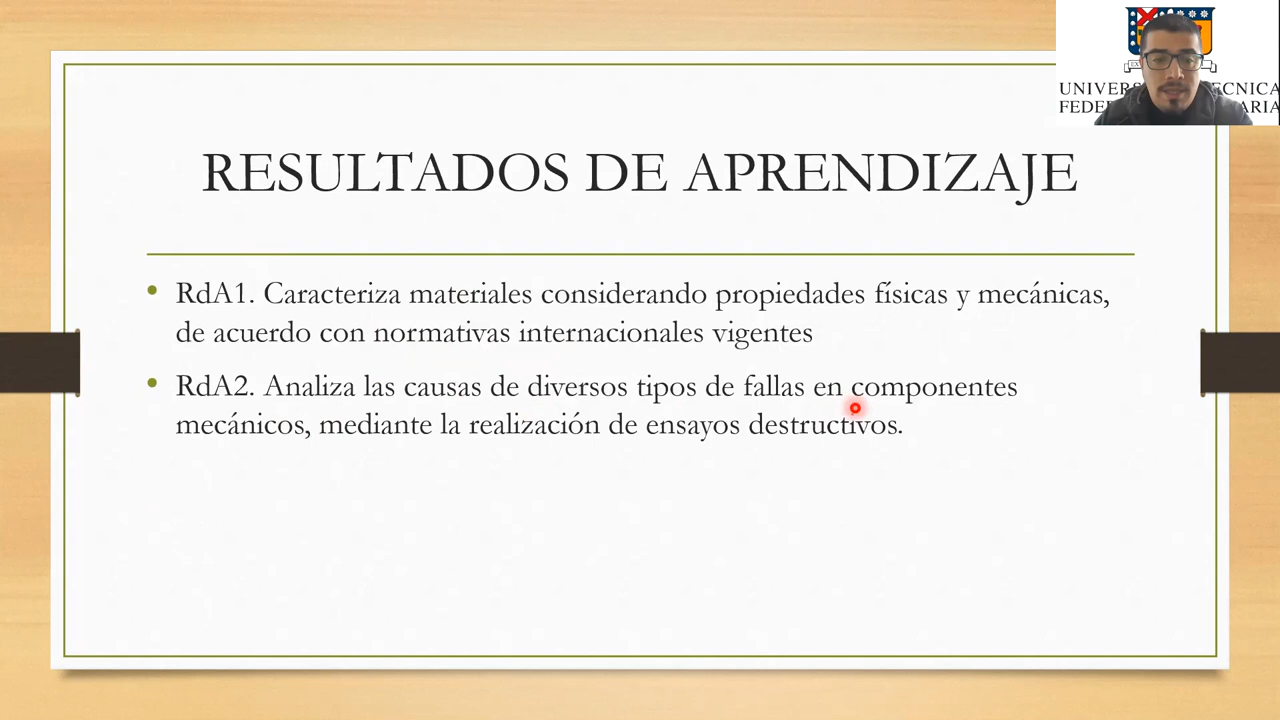 RESULTADOS DE APRENDIZAJE
• RdA1. Caracteriza materiales considerando propiedades físicas y mecánicas,
de acuerdo con normativas internacionales vigentes
• RdA2. Analiza las causas de diversos tipos de fallas en componentes
mecánicos, mediante la realización de ensayos destructivos.